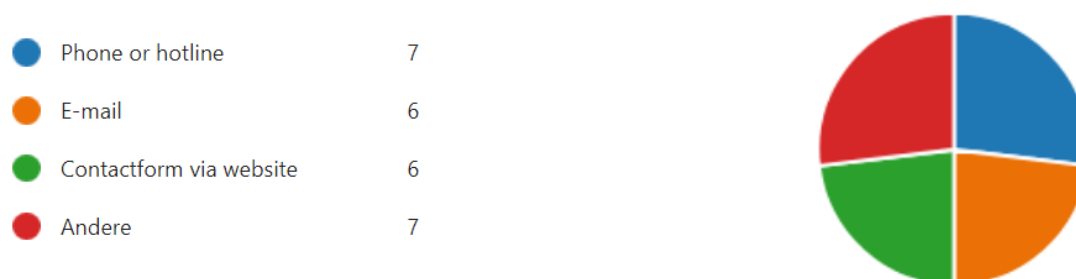 Phone or hotline 7
E-mail 6
Contactform via website 6
Andere 7